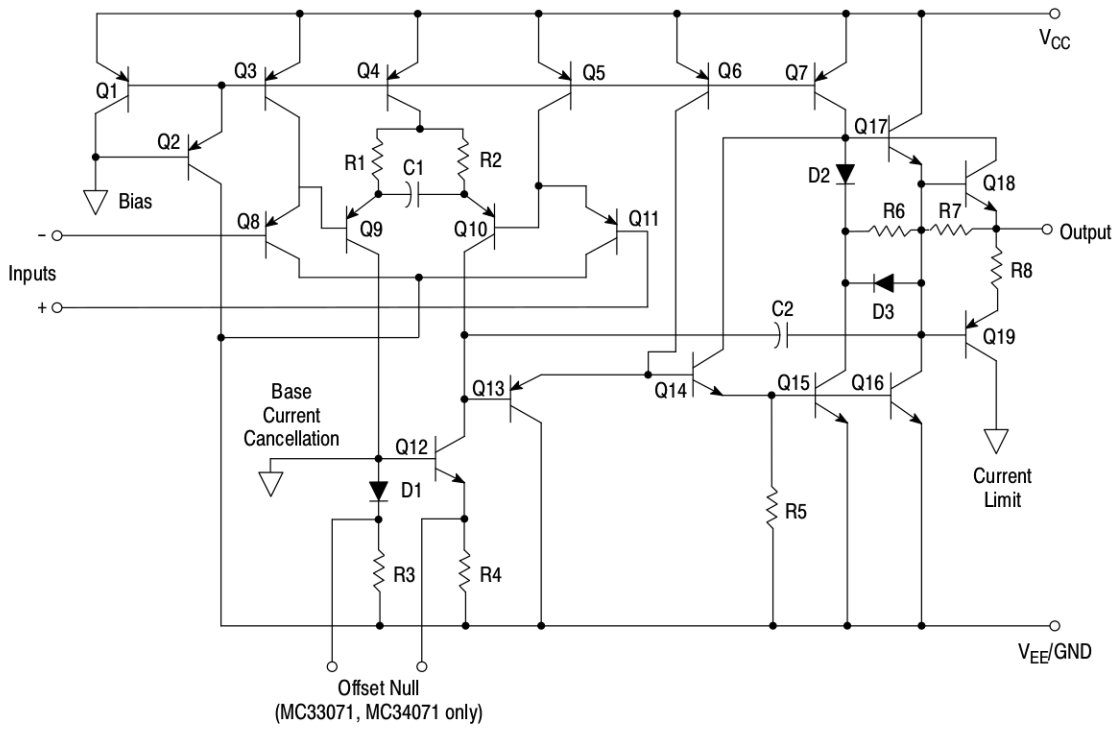 V_CC
Q1
Q3
Q4
Q5
Q6
Q7
Q2
Q17
Bias
R1
C1
R2
D2
Q18
Q8
Q9
Q10
Q11
R6
R7
Output
−
Inputs
+
D3
R8
C2
Q19
Base
Current
Cancellation
Q13
Q14
Q15
Q16
Q12
D1
Current
Limit
R5
R3
R4
V_EE/GND
Offset Null
(MC33071, MC34071 only)